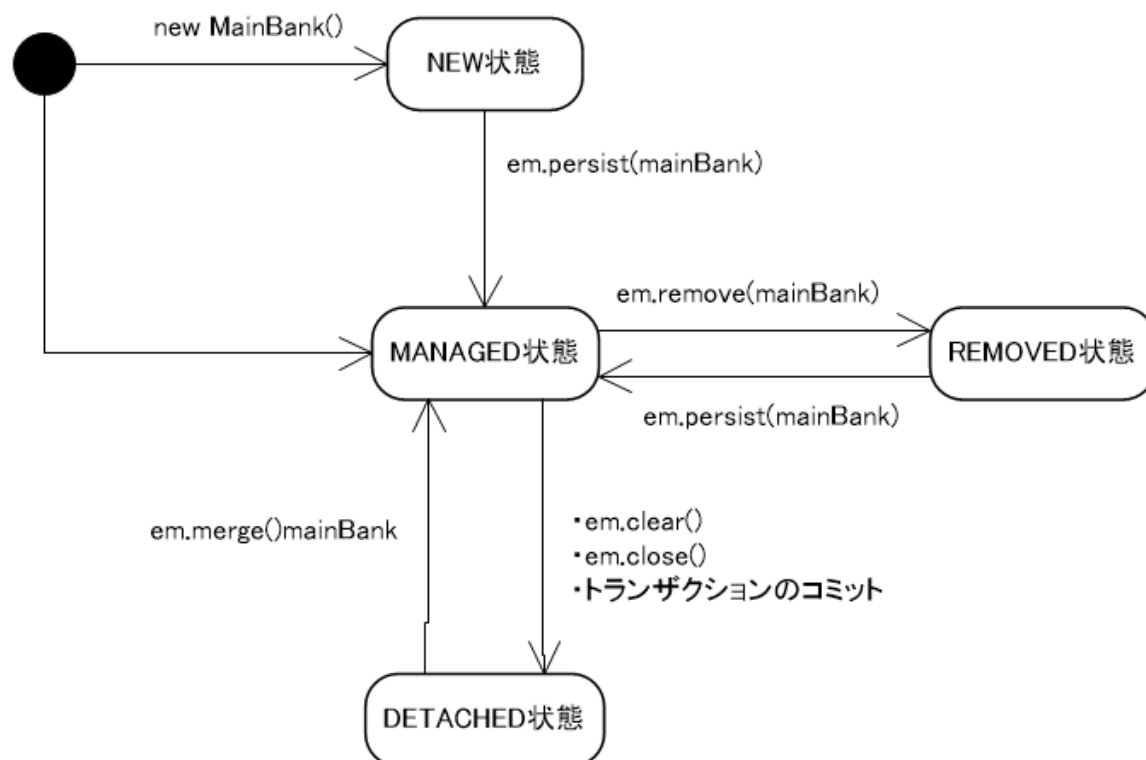 new MainBank()
NEW状態
em.persist(mainBank)
em.remove(mainBank)
MANAGED状態
REMOVED状態
em.persist(mainBank)
em.merge()mainBank
・em.clear()
・em.close()
・トランザクションのコミット
DETACHED状態